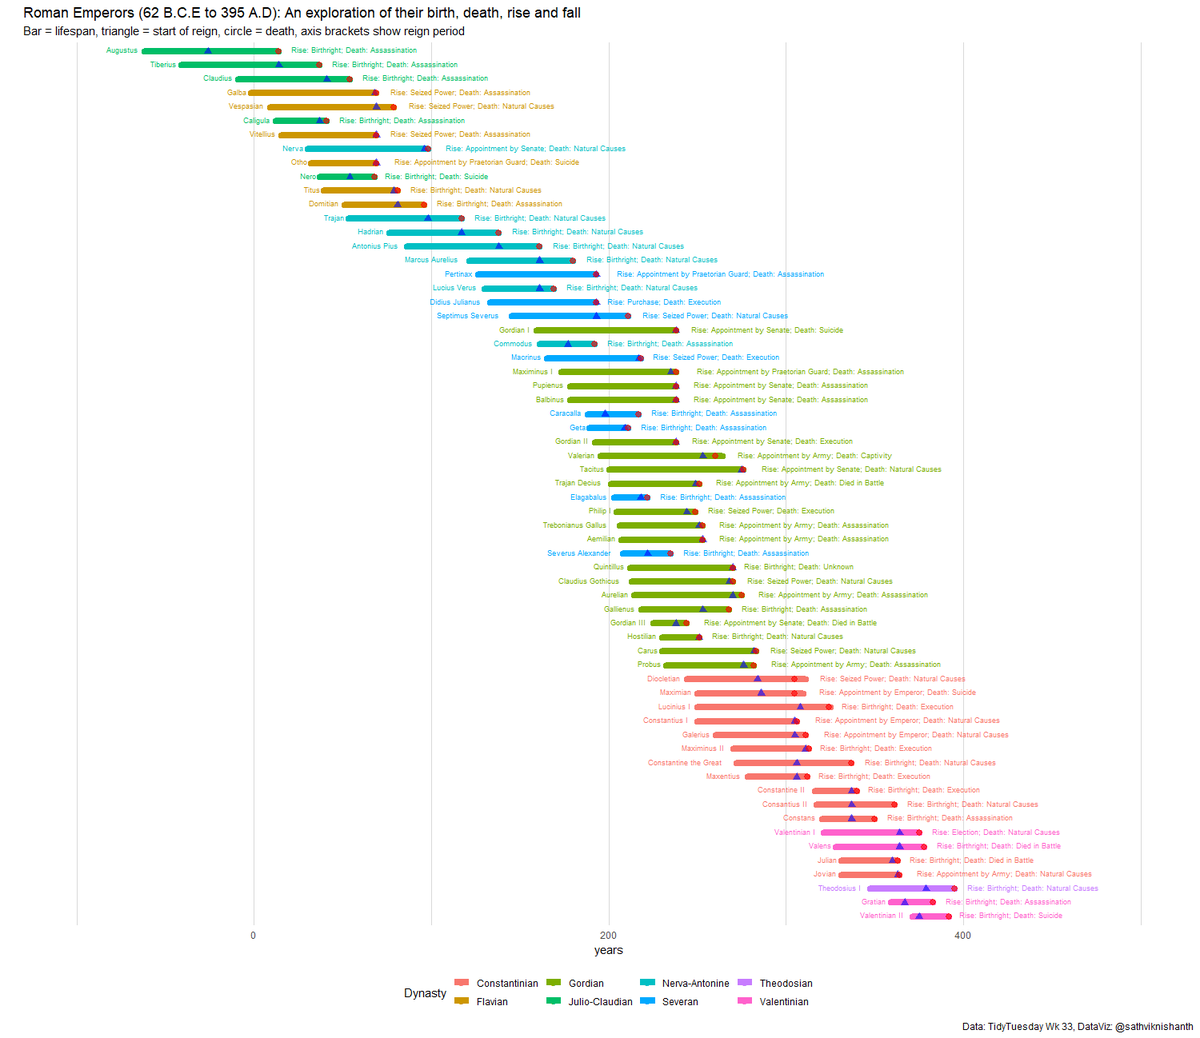 Roman Emperors (62 B.C.E to 395 A.D): An exploration of their birth, death, rise and fall
Bar = lifespan, triangle = start of reign, circle = death, axis brackets show reign period
Augustus Rise: Birthright; Death: Assassination
Tiberius Rise: Birthright; Death: Assassination
Claudius Rise: Birthright; Death: Assassination
Galba Rise: Seized Power; Death: Assassination
Vespasian Rise: Seized Power; Death: Natural Causes
Caligula Rise: Birthright; Death: Assassination
Vitellius Rise: Seized Power; Death: Assassination
Nerva Rise: Appointment by Senate; Death: Natural Causes
Otho Rise: Appointment by Praetorian Guard; Death: Suicide
Nero Rise: Birthright; Death: Suicide
Titus Rise: Birthright; Death: Natural Causes
Domitian Rise: Birthright; Death: Assassination
Trajan Rise: Birthright; Death: Natural Causes
Hadrian Rise: Birthright; Death: Natural Causes
Antonius Pius Rise: Birthright; Death: Natural Causes
Marcus Aurelius Rise: Birthright; Death: Natural Causes
Pertinax Rise: Appointment by Praetorian Guard; Death: Assassination
Lucius Verus Rise: Birthright; Death: Natural Causes
Didius Julianus Rise: Purchase; Death: Execution
Septimus Severus Rise: Seized Power; Death: Natural Causes
Gordian I Rise: Appointment by Senate; Death: Suicide
Commodus Rise: Birthright; Death: Assassination
Macrinus Rise: Seized Power; Death: Execution
Maximinus I Rise: Appointment by Praetorian Guard; Death: Assassination
Pupienus Rise: Appointment by Senate; Death: Assassination
Balbinus Rise: Appointment by Senate; Death: Assassination
Caracalla Rise: Birthright; Death: Assassination
Geta Rise: Birthright; Death: Assassination
Gordian II Rise: Appointment by Senate; Death: Execution
Valerian Rise: Appointment by Army; Death: Captivity
Tacitus Rise: Appointment by Senate; Death: Natural Causes
Trajan Decius Rise: Appointment by Army; Death: Died in Battle
Elagabalus Rise: Birthright; Death: Assassination
Philip I Rise: Seized Power; Death: Execution
Trebonianus Gallus Rise: Appointment by Army; Death: Assassination
Aemilian Rise: Appointment by Army; Death: Assassination
Severus Alexander Rise: Birthright; Death: Assassination
Quintillus Rise: Birthright; Death: Unknown
Claudius Gothicus Rise: Seized Power; Death: Natural Causes
Aurelian Rise: Appointment by Army; Death: Assassination
Gallienus Rise: Birthright; Death: Assassination
Gordian III Rise: Appointment by Senate; Death: Died in Battle
Hostilian Rise: Birthright; Death: Natural Causes
Carus Rise: Seized Power; Death: Natural Causes
Probus Rise: Appointment by Army; Death: Assassination
Diocletian Rise: Seized Power; Death: Natural Causes
Maximian Rise: Appointment by Emperor; Death: Suicide
Lucinius I Rise: Birthright; Death: Execution
Constantius I Rise: Appointment by Emperor; Death: Natural Causes
Galerius Rise: Appointment by Emperor; Death: Natural Causes
Maximinus II Rise: Birthright; Death: Execution
Constantine the Great Rise: Birthright; Death: Natural Causes
Maxentius Rise: Birthright; Death: Execution
Constantine II Rise: Birthright; Death: Execution
Consantius II Rise: Birthright; Death: Natural Causes
Constans Rise: Birthright; Death: Assassination
Valentinian I Rise: Election; Death: Natural Causes
Valens Rise: Birthright; Death: Died in Battle
Julian Rise: Birthright; Death: Died in Battle
Jovian Rise: Appointment by Army; Death: Natural Causes
Theodosius I Rise: Birthright; Death: Natural Causes
Gratian Rise: Birthright; Death: Assassination
Valentinian II Rise: Birthright; Death: Suicide
0 200 400
years
Dynasty
Constantinian Gordian Nerva-Antonine Theodosian
Flavian Julio-Claudian Severan Valentinian
Data: TidyTuesday Wk 33, DataViz: @sathviknishanth